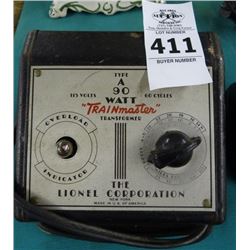 AUCTION
LOT NUMBER
411
BUYER NUMBER
TYPE
A
90
WATT
115 VOLTS
60 CYCLES
"TRAINmaster"
TRANSFORMER
OVERLOAD
INDICATOR
THE
LIONEL CORPORATION
NEW YORK
MADE IN U.S. OF AMERICA